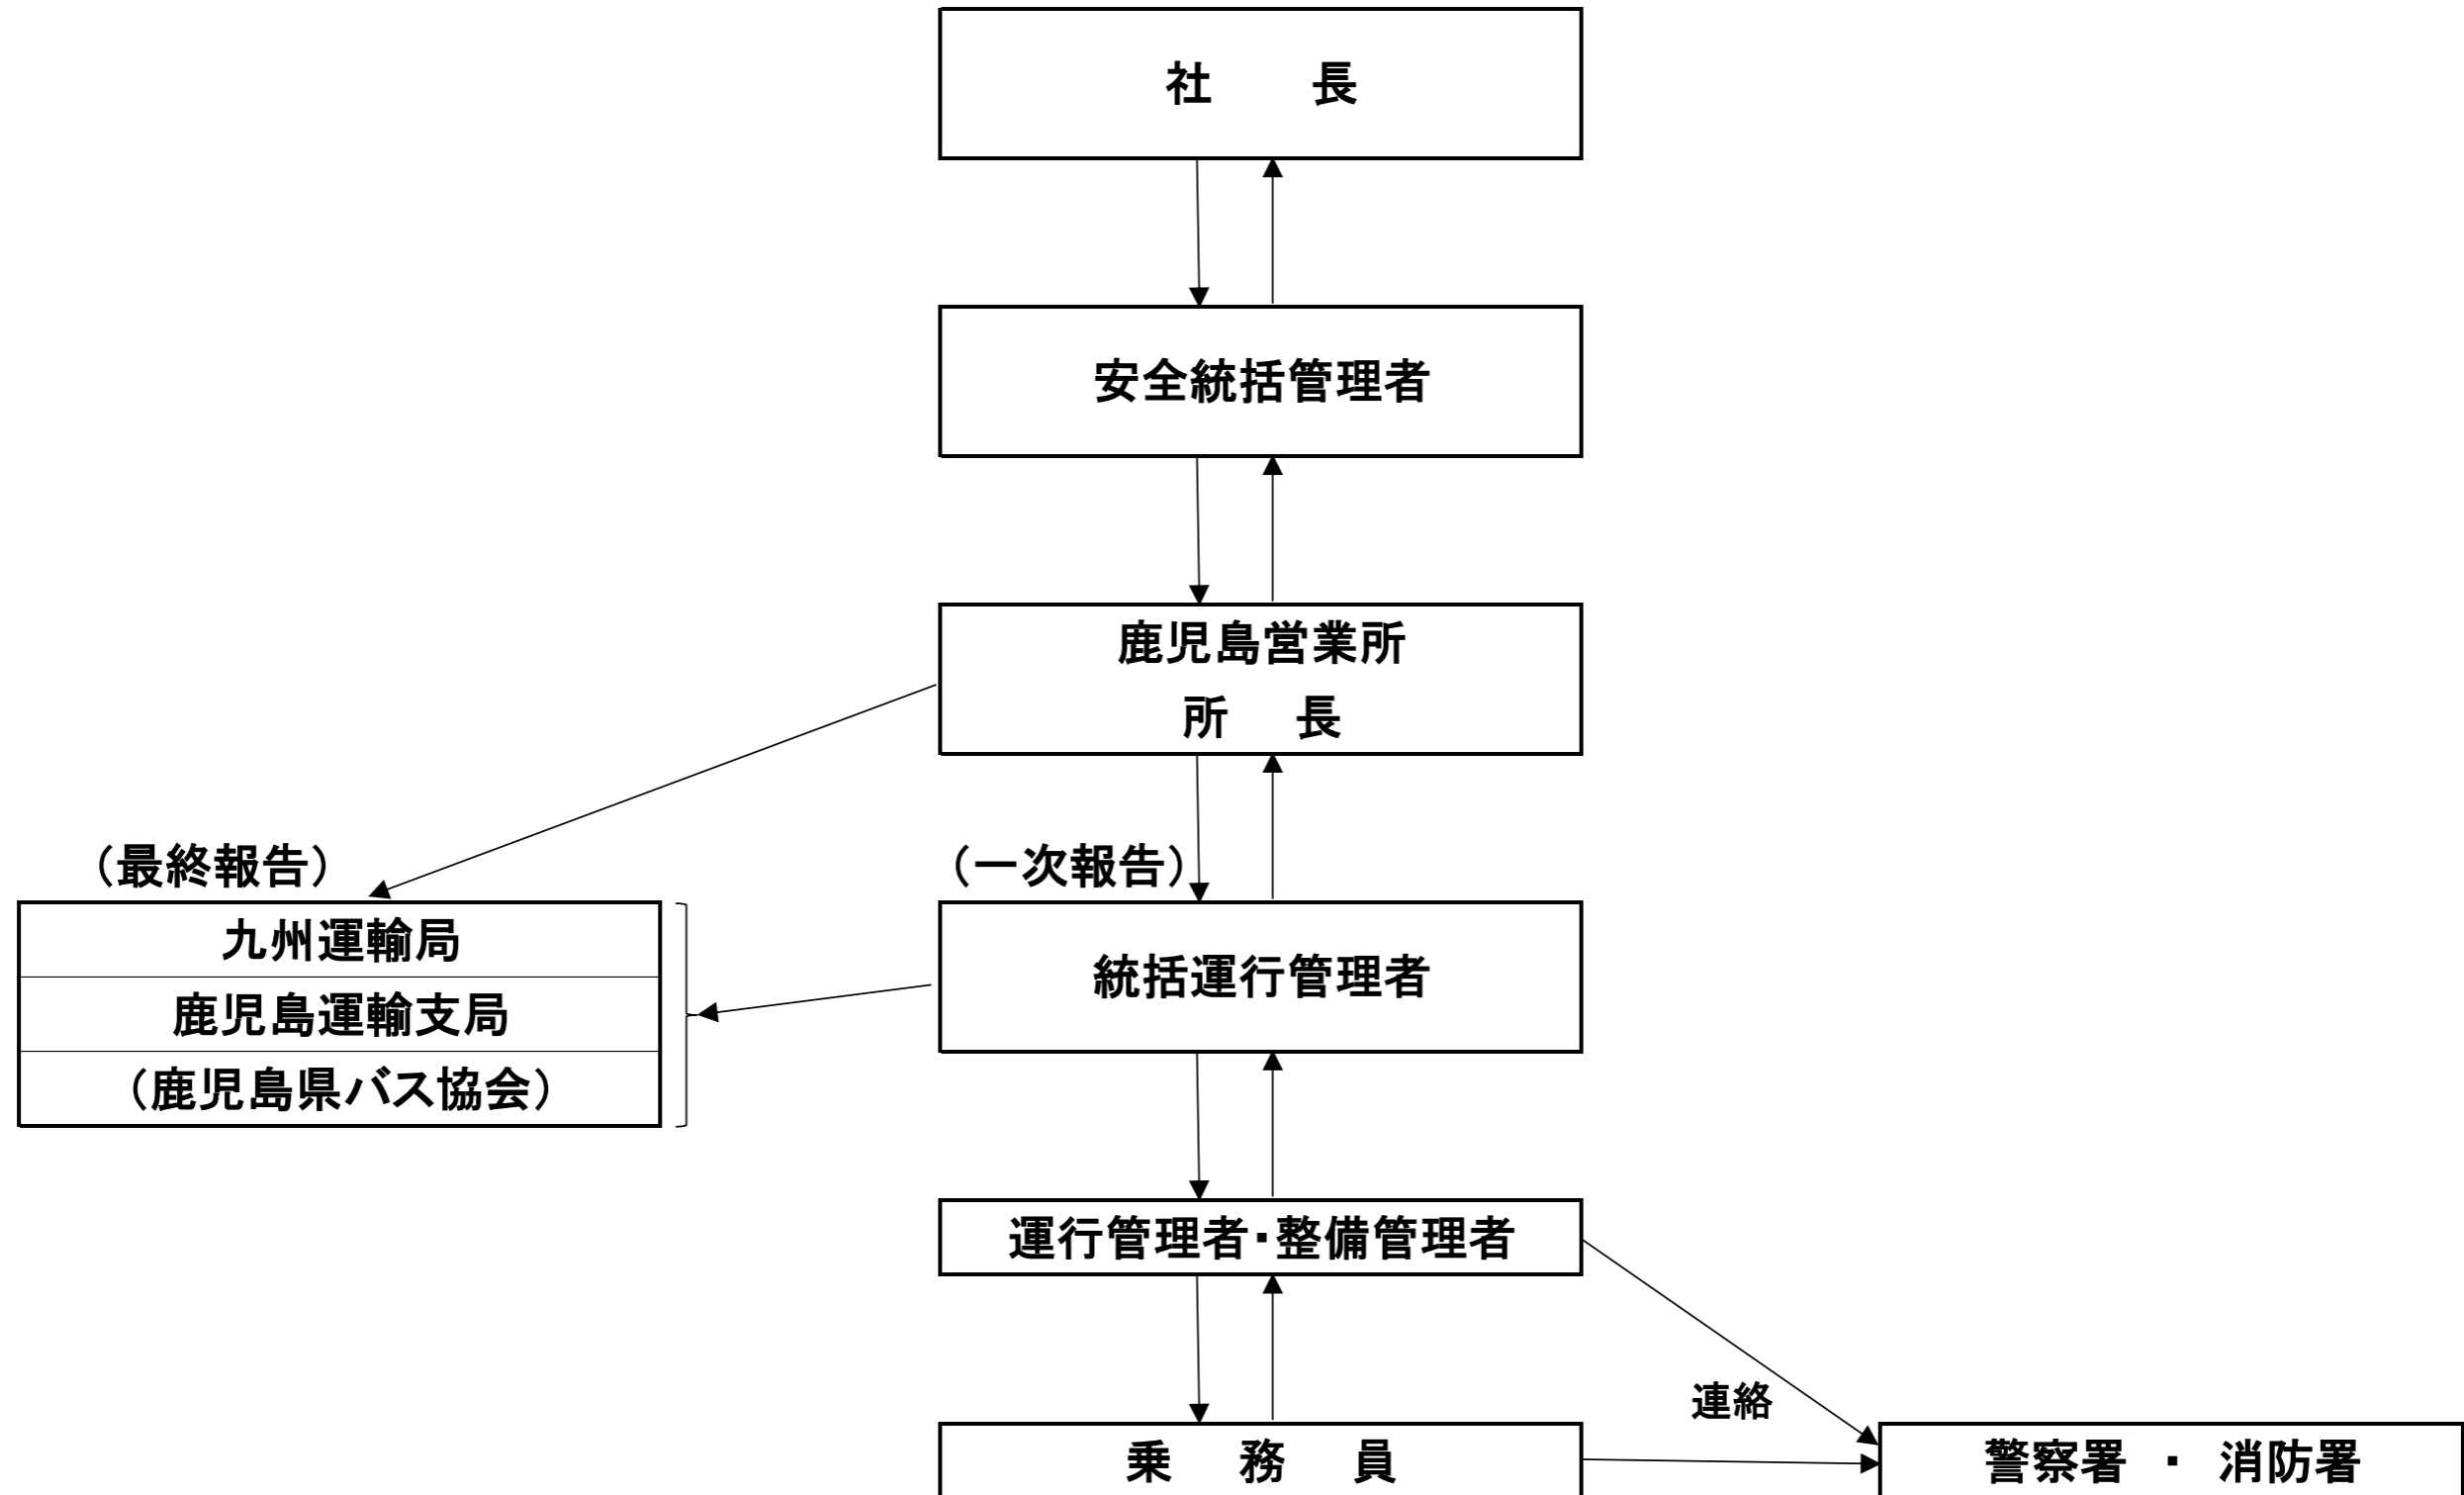 社　　長
安全統括管理者
鹿児島営業所
所　長
（最終報告）
（一次報告）
九州運輸局
鹿児島運輸支局
（鹿児島県バス協会）
統括運行管理者
運行管理者・整備管理者
連絡
乗　務　員
警察署 ・ 消防署